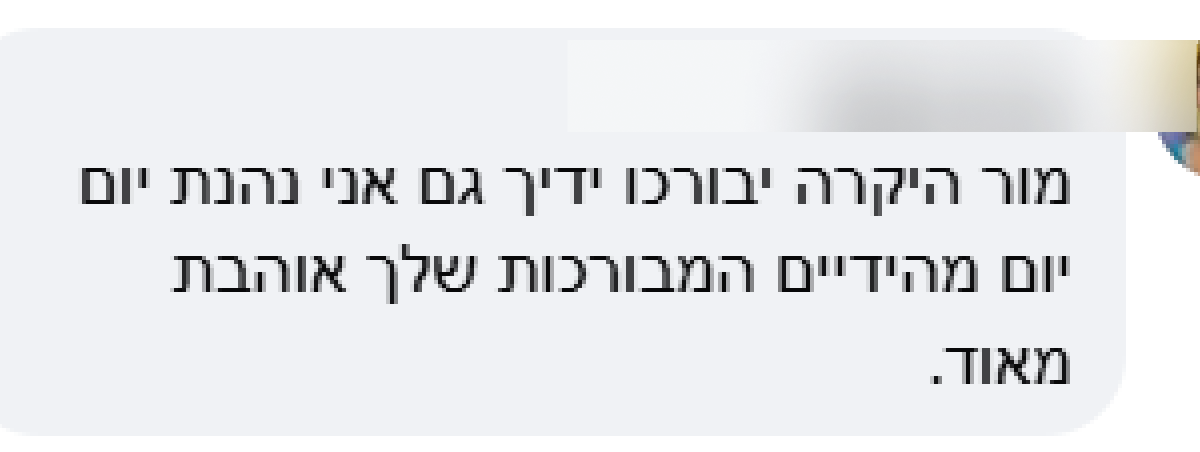 מור היקרה יבורכו ידיך גם אני נהנת יום
יום מהידיים המבורכות שלך אוהבת
מאוד.